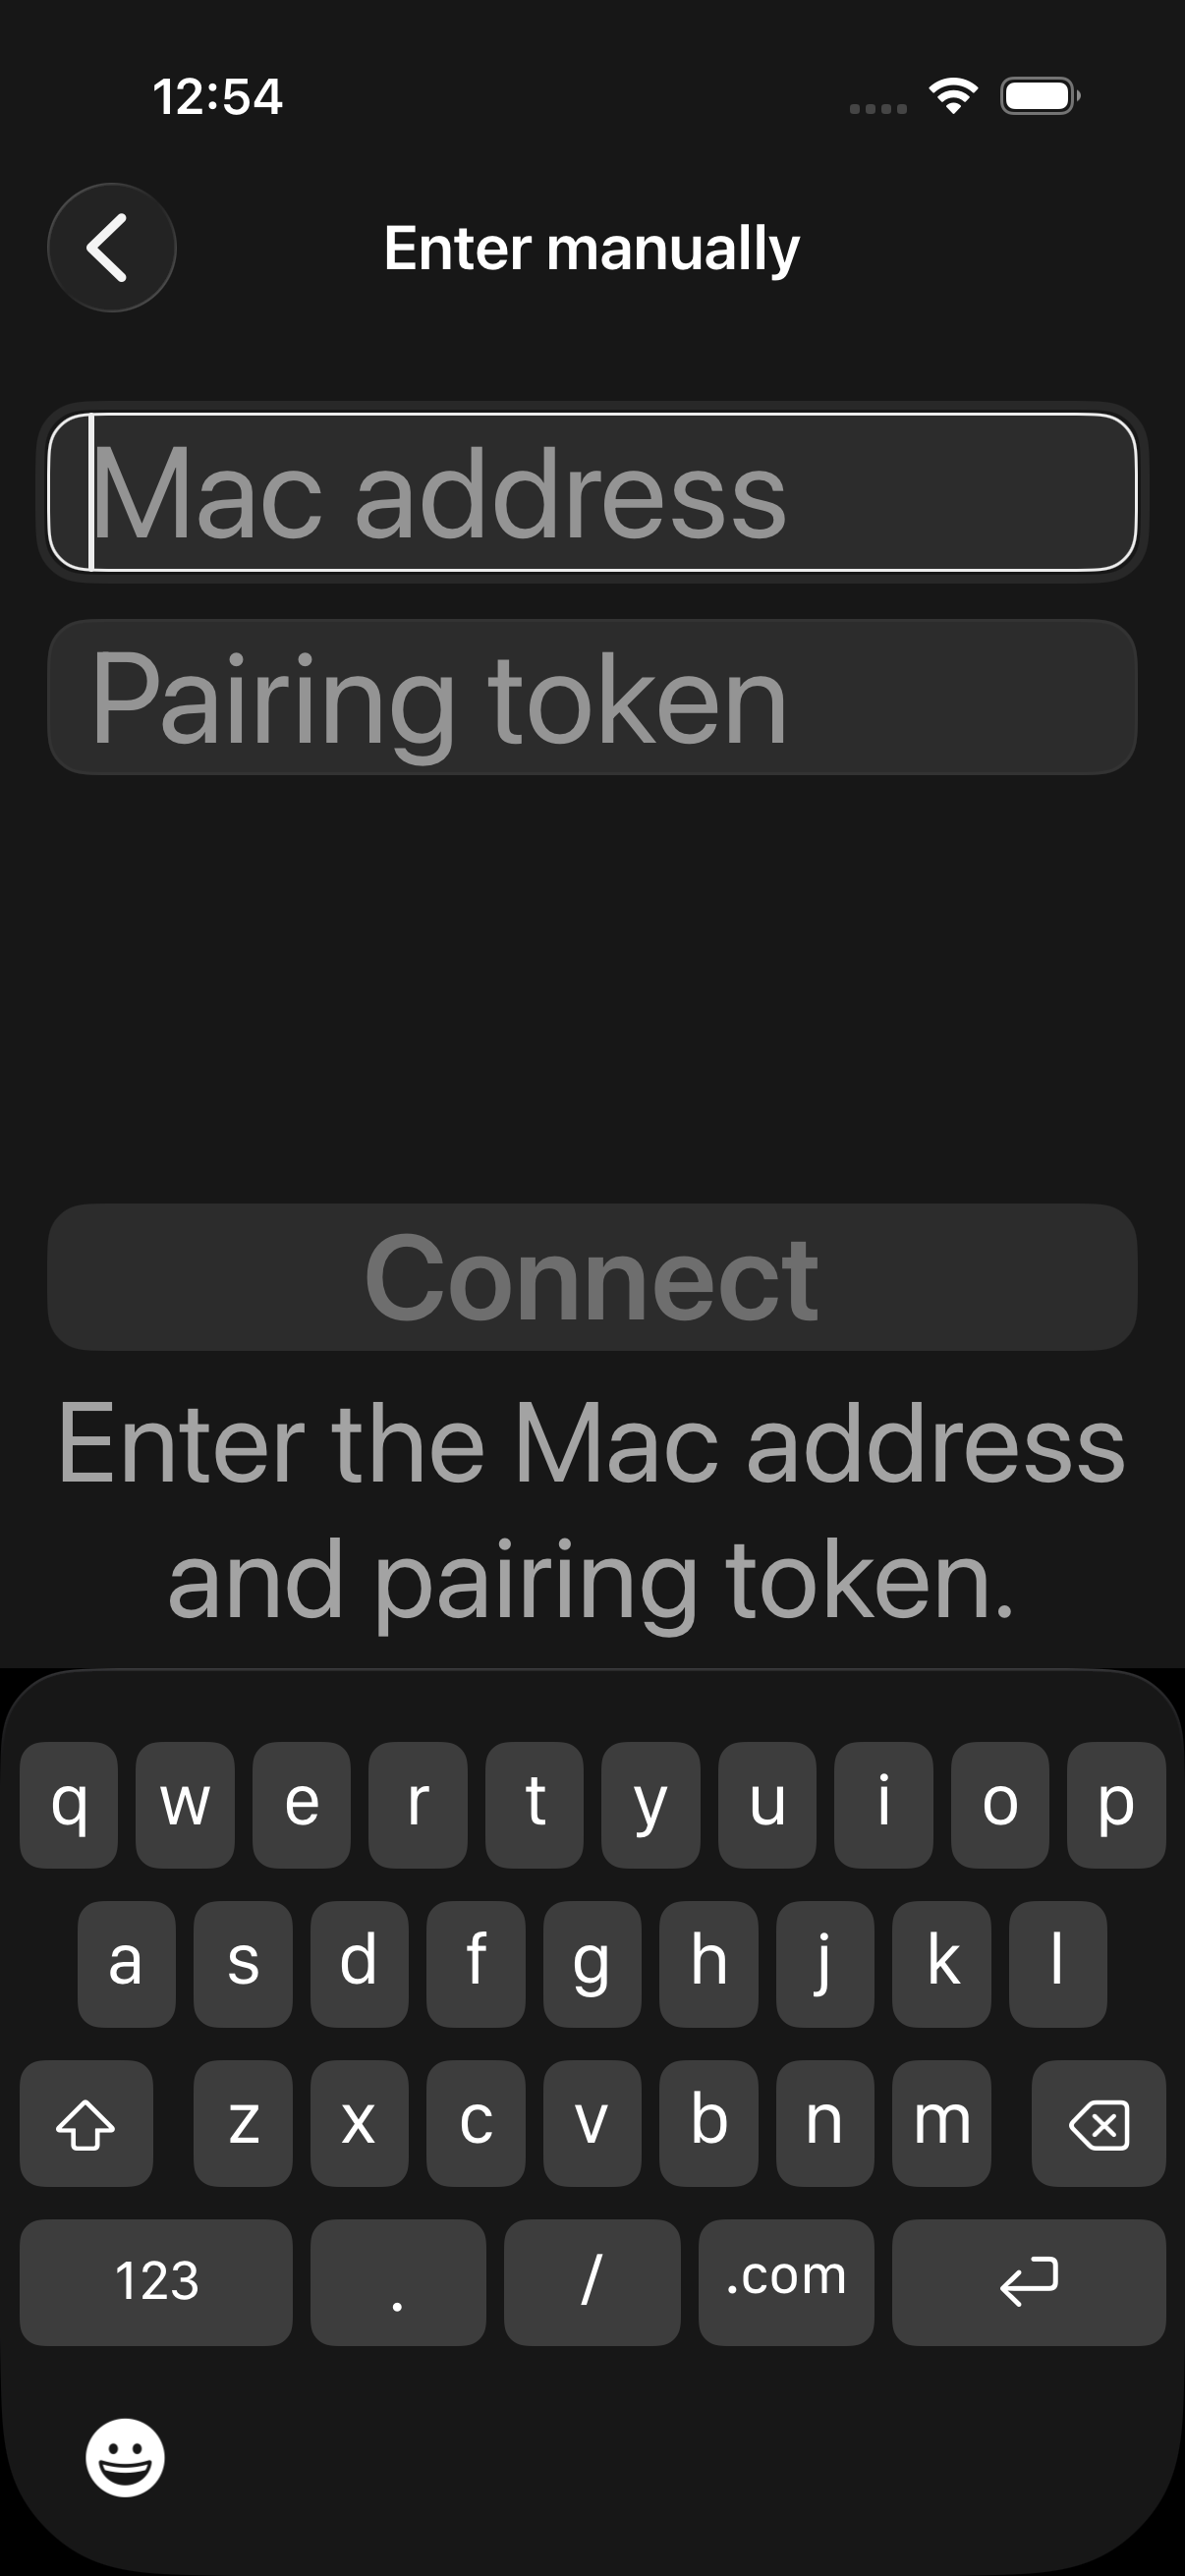 12:54
Enter manually
Mac address
Pairing token
Connect
Enter the Mac address
and pairing token.
q w e r t y u i o p
a s d f g h j k l
z x c v b n m
123 . / .com